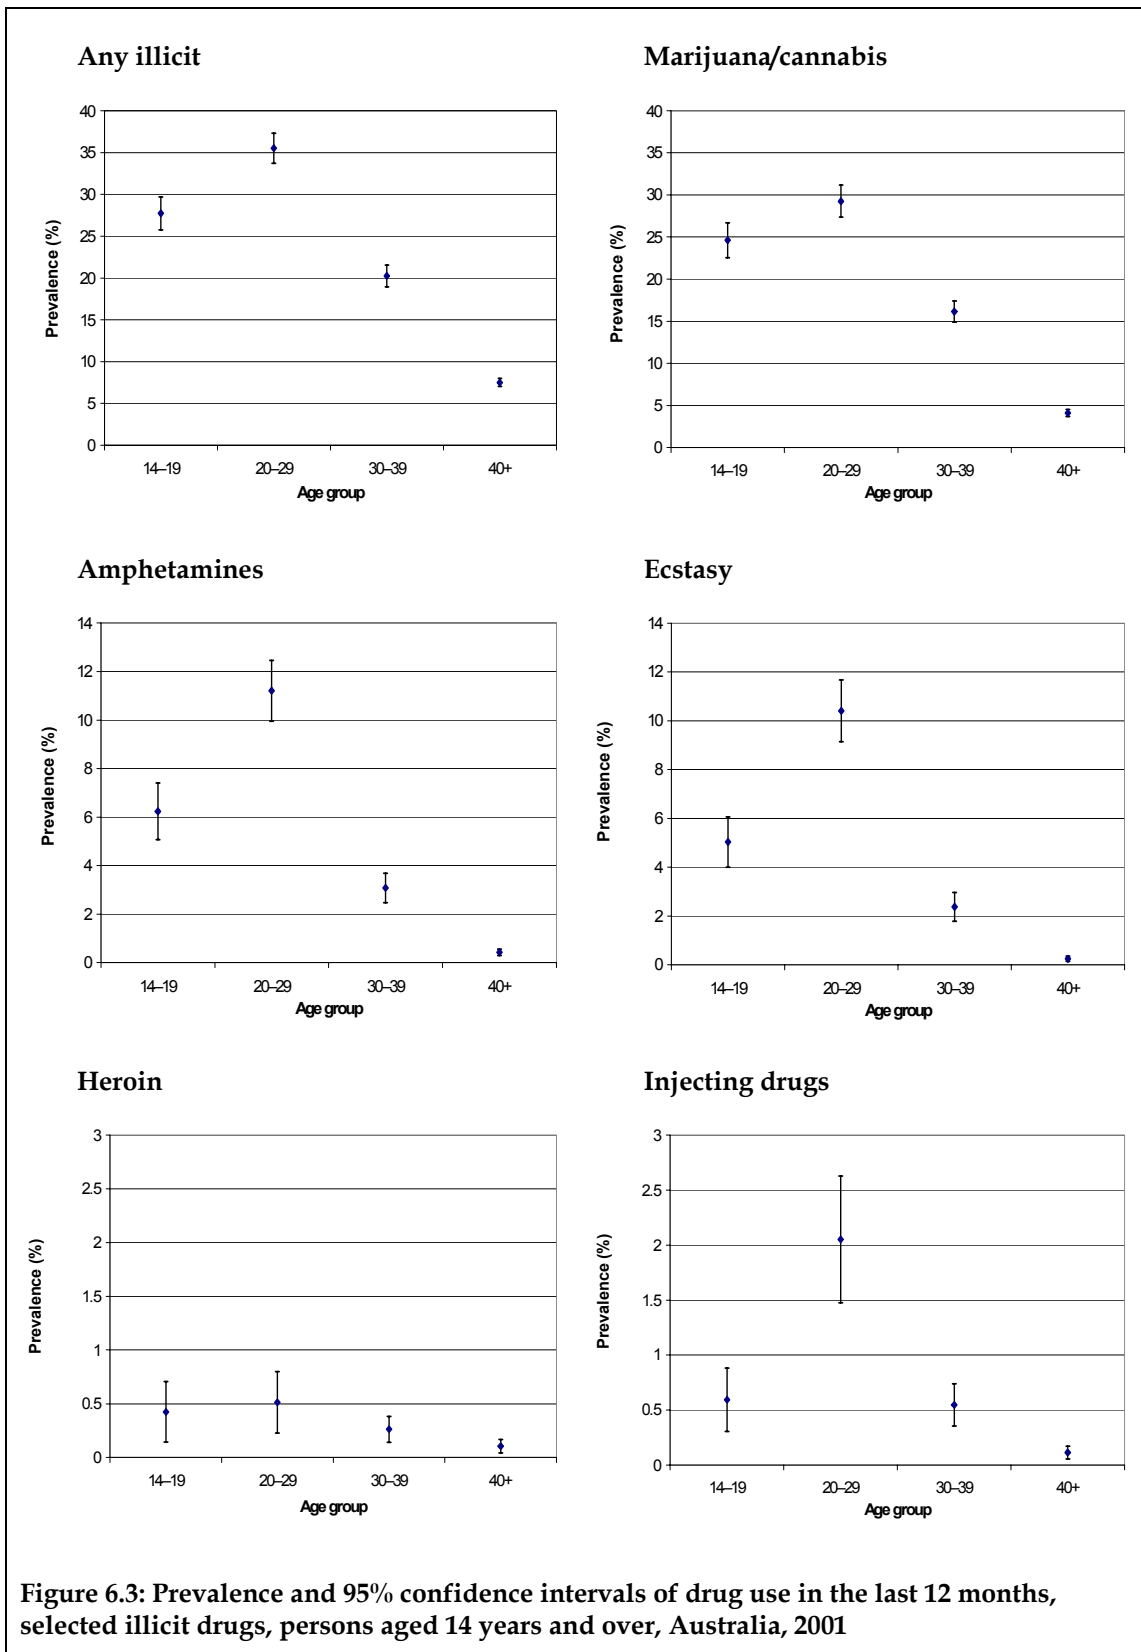 Any illicit
Marijuana/cannabis
40
35
30
25
20
15
10
5
0
Prevalence (%)
14–19 20–29 30–39 40+
Age group
40
35
30
25
20
15
10
5
0
Prevalence (%)
14–19 20–29 30–39 40+
Age group
Amphetamines
Ecstasy
14
12
10
8
6
4
2
0
Prevalence (%)
14–19 20–29 30–39 40+
Age group
14
12
10
8
6
4
2
0
Prevalence (%)
14–19 20–29 30–39 40+
Age group
Heroin
Injecting drugs
3
2.5
2
1.5
1
0.5
0
Prevalence (%)
14–19 20–29 30–39 40+
Age group
3
2.5
2
1.5
1
0.5
0
Prevalence (%)
14–19 20–29 30–39 40+
Age group
Figure 6.3: Prevalence and 95% confidence intervals of drug use in the last 12 months,
selected illicit drugs, persons aged 14 years and over, Australia, 2001